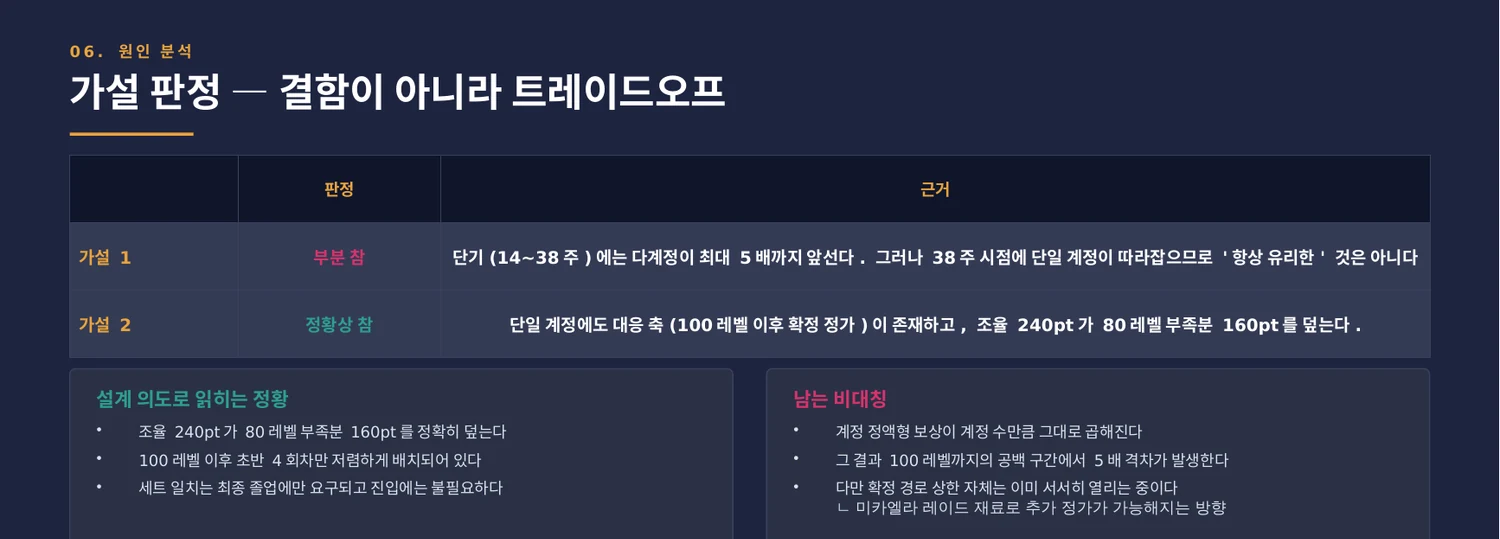 06. 원인 분석
가설 판정 — 결함이 아니라 트레이드오프
판정
근거
가설 1
부분 참
단기 (14~38 주 ) 에는 다계정이 최대 5 배까지 앞선다 . 그러나 38 주 시점에 단일 계정이 따라잡으므로 ' 항상 유리한 ' 것은 아니다
가설 2
정황상 참
단일 계정에도 대응 축 (100 레벨 이후 확정 정가 ) 이 존재하고 , 조율 240pt 가 80 레벨 부족분 160pt 를 덮는다 .
설계 의도로 읽히는 정황
• 조율 240pt 가 80 레벨 부족분 160pt 를 정확히 덮는다
• 100 레벨 이후 초반 4 회차만 저렴하게 배치되어 있다
• 세트 일치는 최종 졸업에만 요구되고 진입에는 불필요하다
남는 비대칭
• 계정 정액형 보상이 계정 수만큼 그대로 곱해진다
• 그 결과 100 레벨까지의 공백 구간에서 5 배 격차가 발생한다
• 다만 확정 경로 상한 자체는 이미 서서히 열리는 중이다
ㄴ 미카엘라 레이드 재료로 추가 정가가 가능해지는 방향